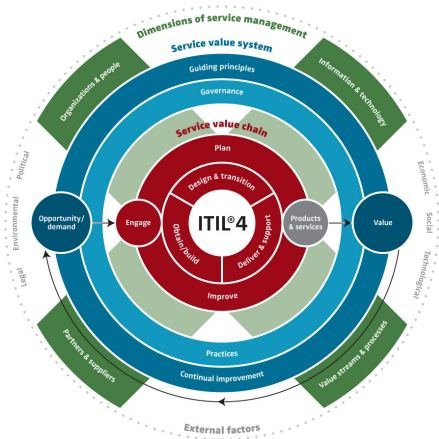 Dimensions of service management
Service value system
Organizations & people
Information & technology
Guiding principles
Governance
Service value chain
Plan
Design & transition
Political
Environmental
Legal
Economic
Social
Technological
Opportunity/
demand
Engage
ITIL®4
Products
& services
Value
Obtain/build
Deliver & support
Improve
Practices
Continual improvement
Partners & suppliers
Value streams & processes
External factors